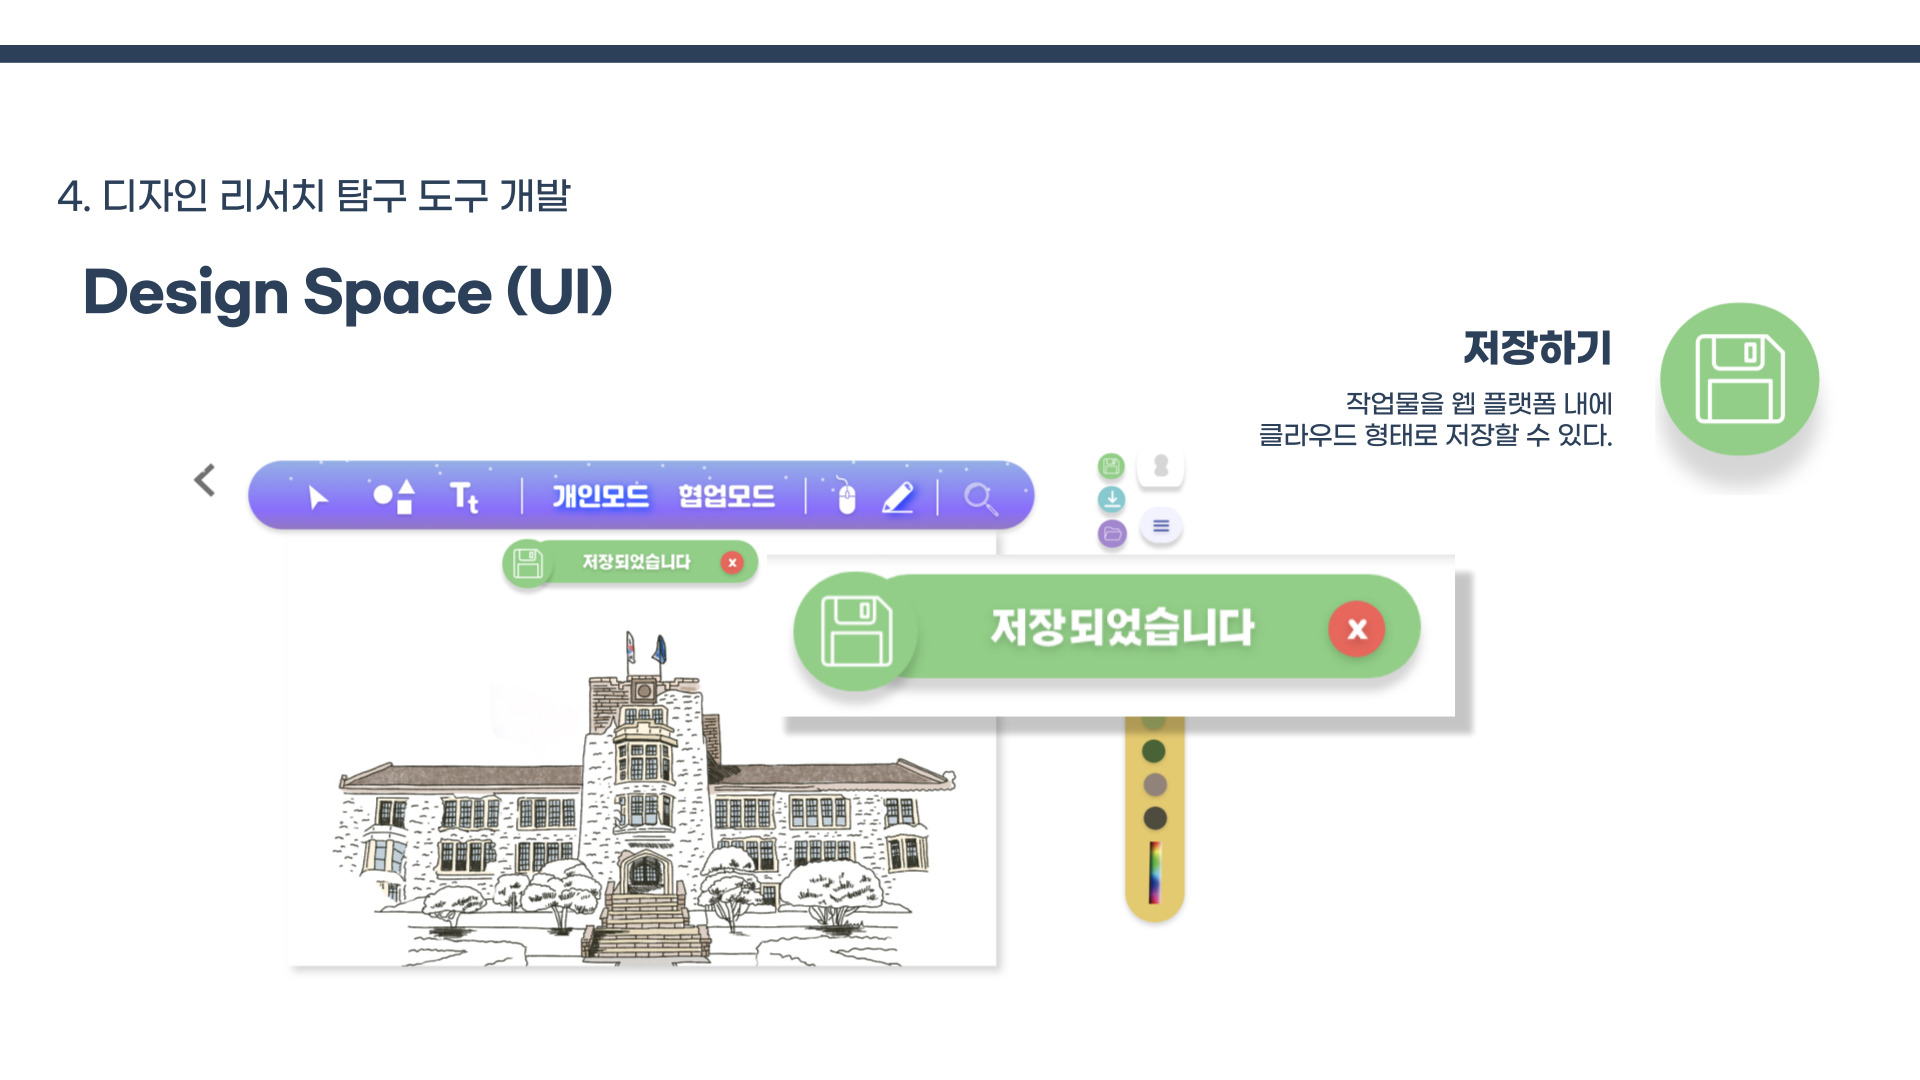 4. 디자인 리서치 탐구 도구 개발
Design Space (UI)
저장하기
작업물을 웹 플랫폼 내에
클라우드 형태로 저장할 수 있다.
Tt 개인모드 협업모드
저장되었습니다 x
저장되었습니다 x